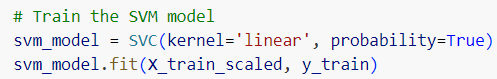 # Train the SVM model
svm_model = SVC(kernel='linear', probability=True)
svm_model.fit(X_train_scaled, y_train)